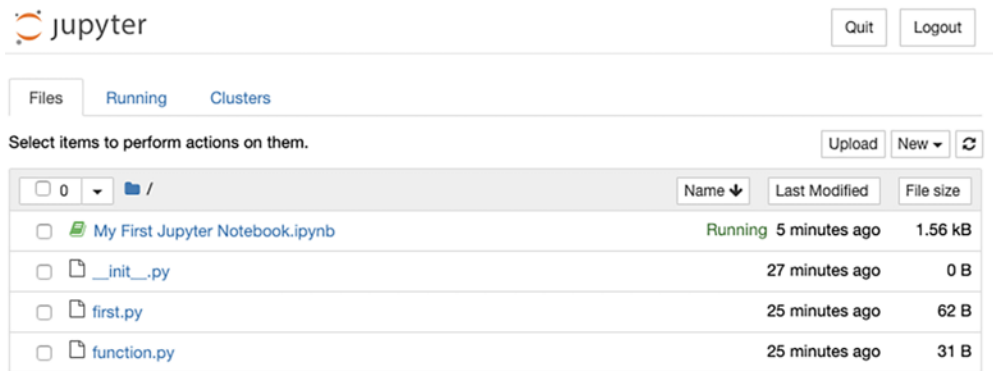 jupyter Quit Logout
Files Running Clusters
Select items to perform actions on them. Upload New
0 / Name Last Modified File size
My First Jupyter Notebook.ipynb Running 5 minutes ago 1.56 kB
__init__.py 27 minutes ago 0 B
first.py 25 minutes ago 62 B
function.py 25 minutes ago 31 B